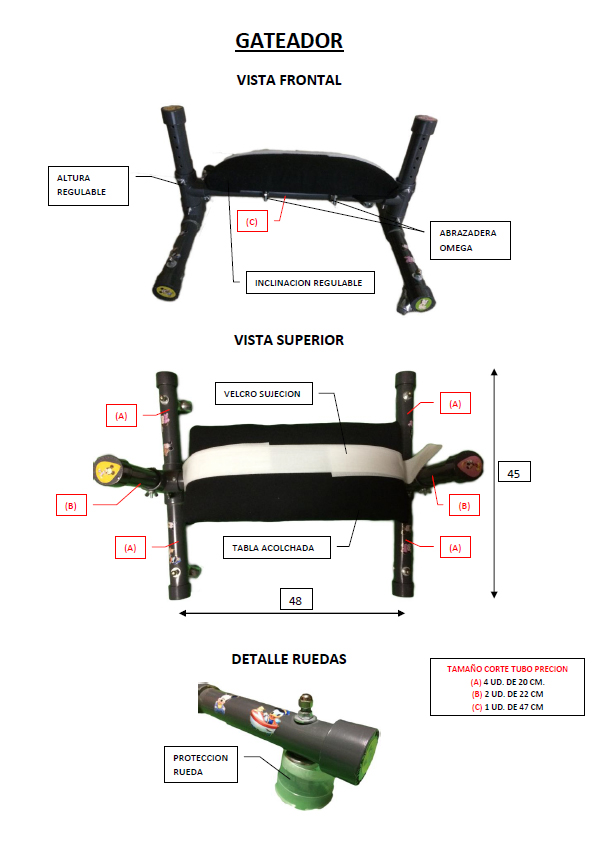 GATEADOR
VISTA FRONTAL
ALTURA
REGULABLE
(C)
ABRAZADERA
OMEGA
INCLINACION REGULABLE
VISTA SUPERIOR
VELCRO SUJECION
(A)
(A)
45
(B)
(B)
(A)
TABLA ACOLCHADA
(A)
48
DETALLE RUEDAS
TAMAÑO CORTE TUBO PRECION
(A) 4 UD. DE 20 CM.
(B) 2 UD. DE 22 CM
(C) 1 UD. DE 47 CM
PROTECCION
RUEDA